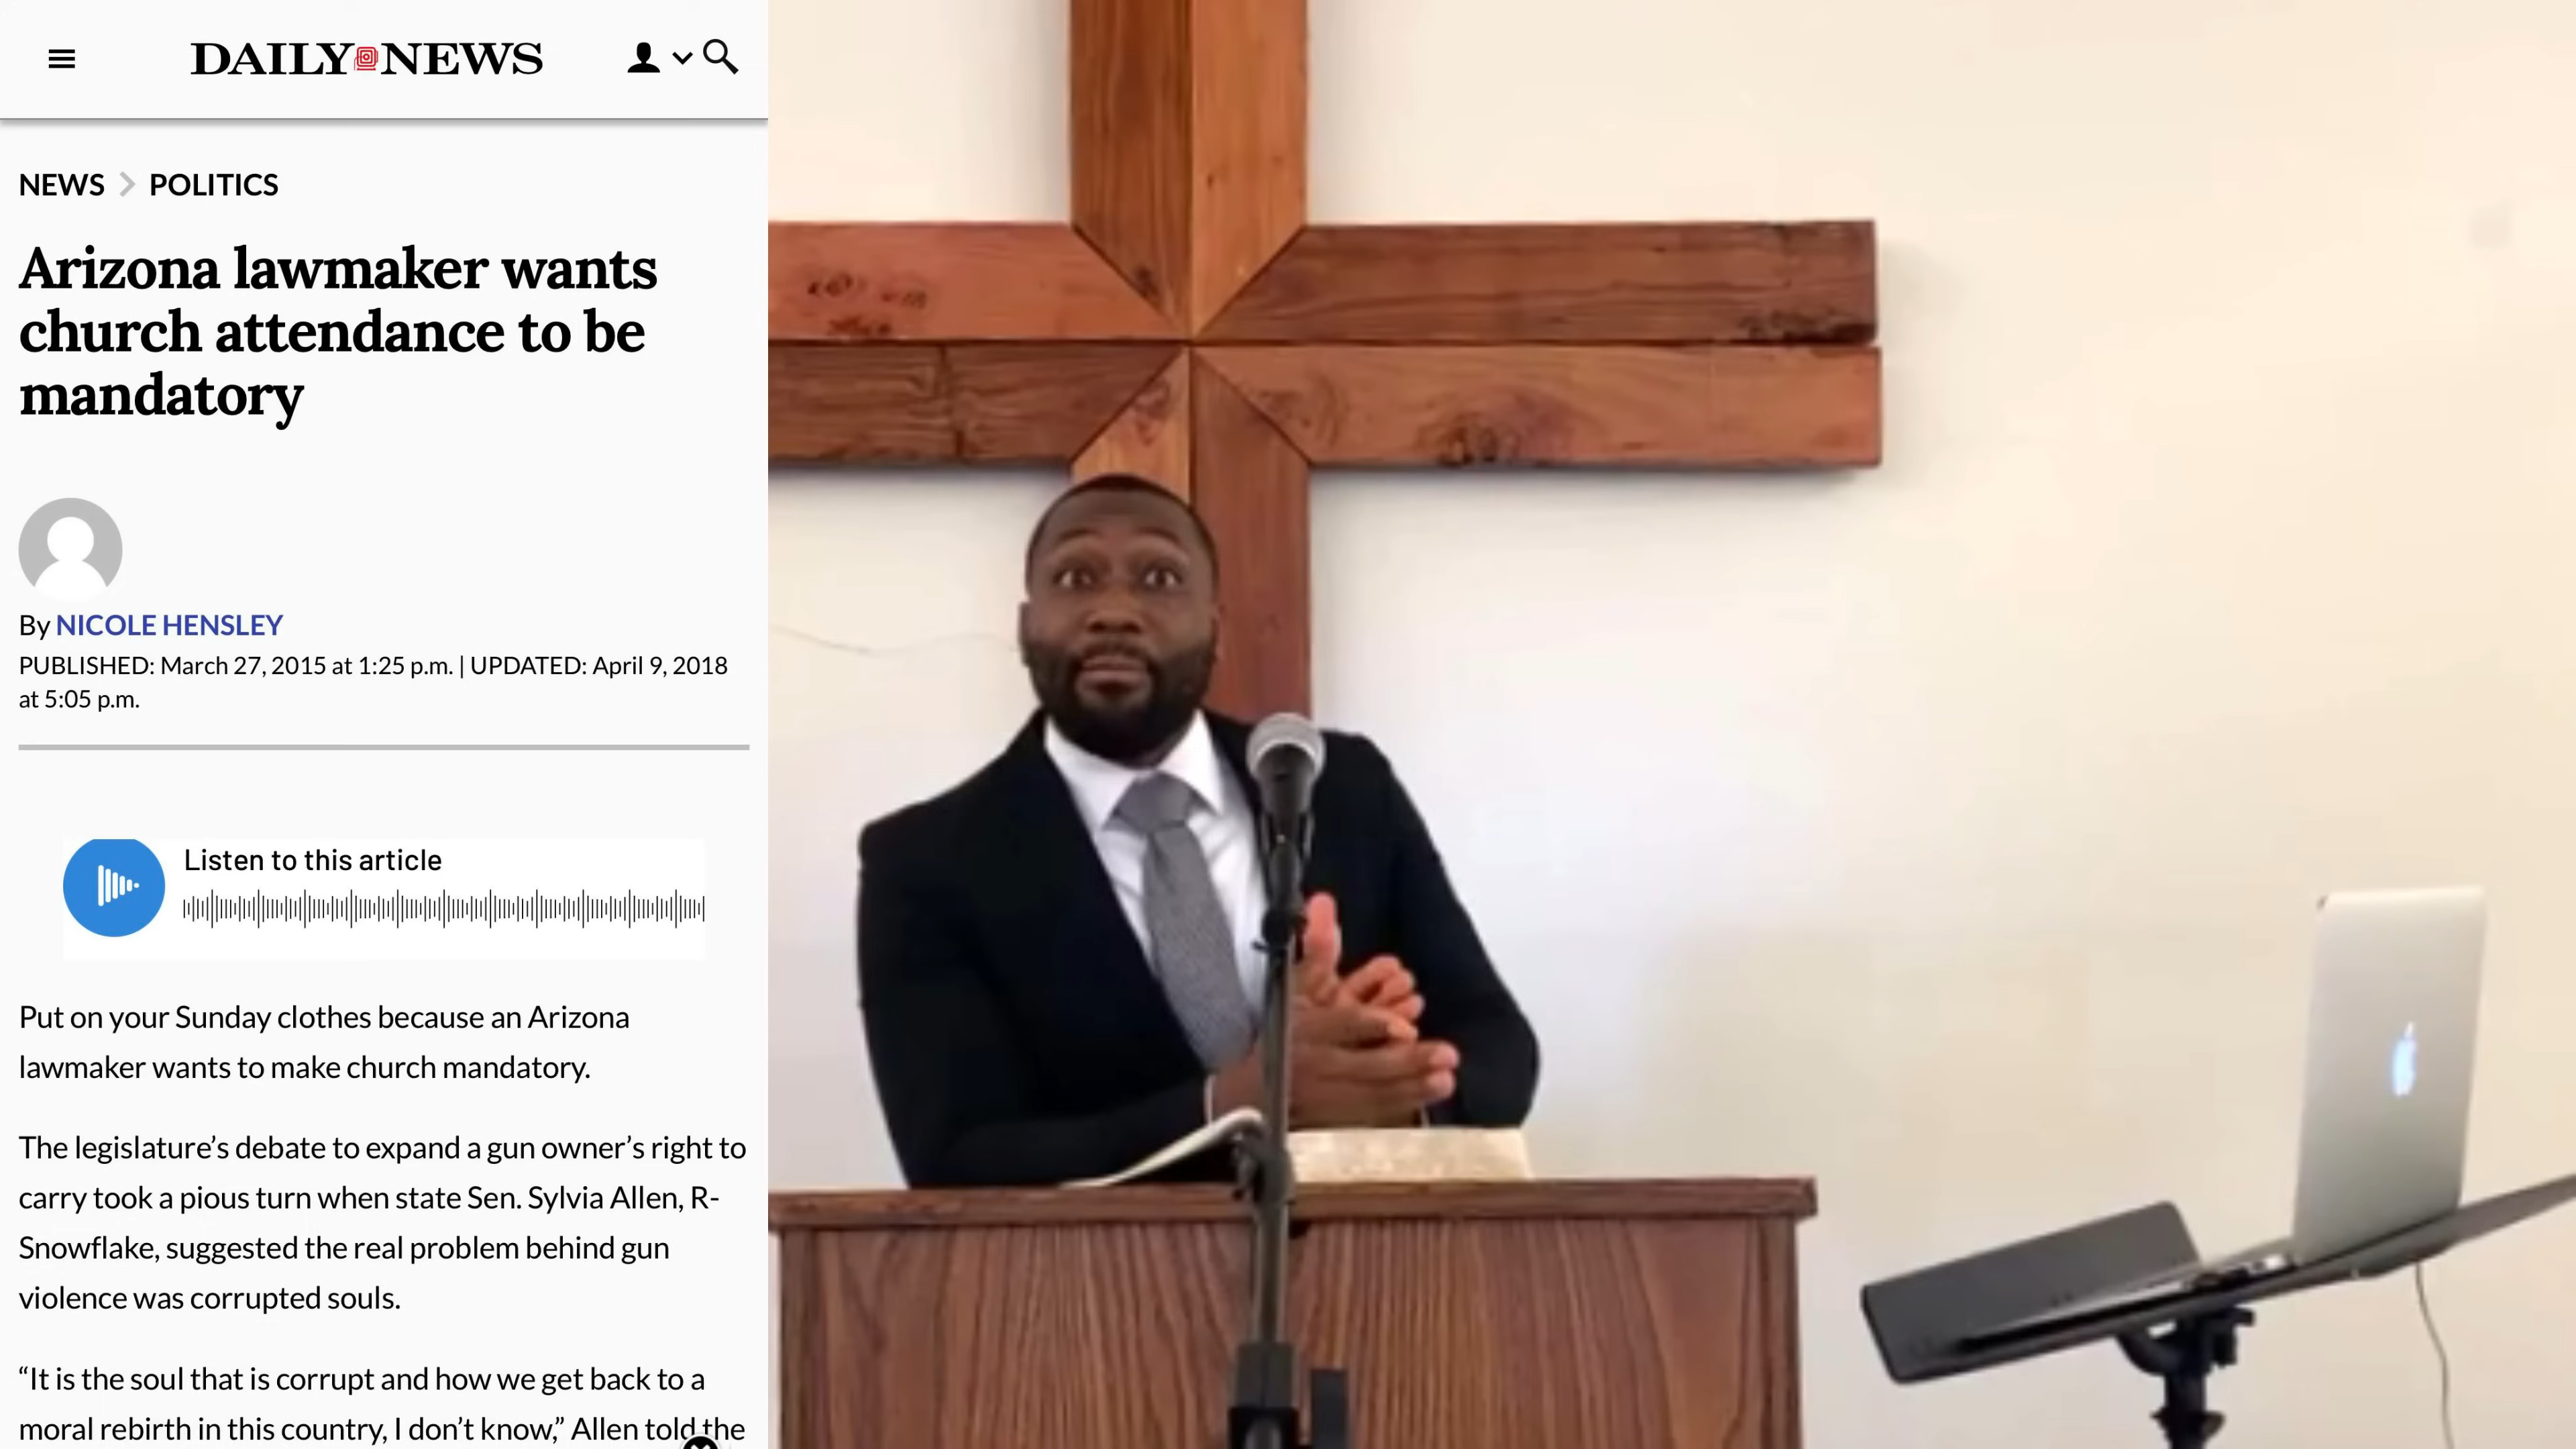 DAILY NEWS
NEWS > POLITICS
Arizona lawmaker wants
church attendance to be
mandatory
By NICOLE HENSLEY
PUBLISHED: March 27, 2015 at 1:25 p.m. | UPDATED: April 9, 2018
at 5:05 p.m.
Listen to this article
Put on your Sunday clothes because an Arizona
lawmaker wants to make church mandatory.
The legislature’s debate to expand a gun owner’s right to
carry took a pious turn when state Sen. Sylvia Allen, R-
Snowflake, suggested the real problem behind gun
violence was corrupted souls.
“It is the soul that is corrupt and how we get back to a
moral rebirth in this country, I don’t know,” Allen told the